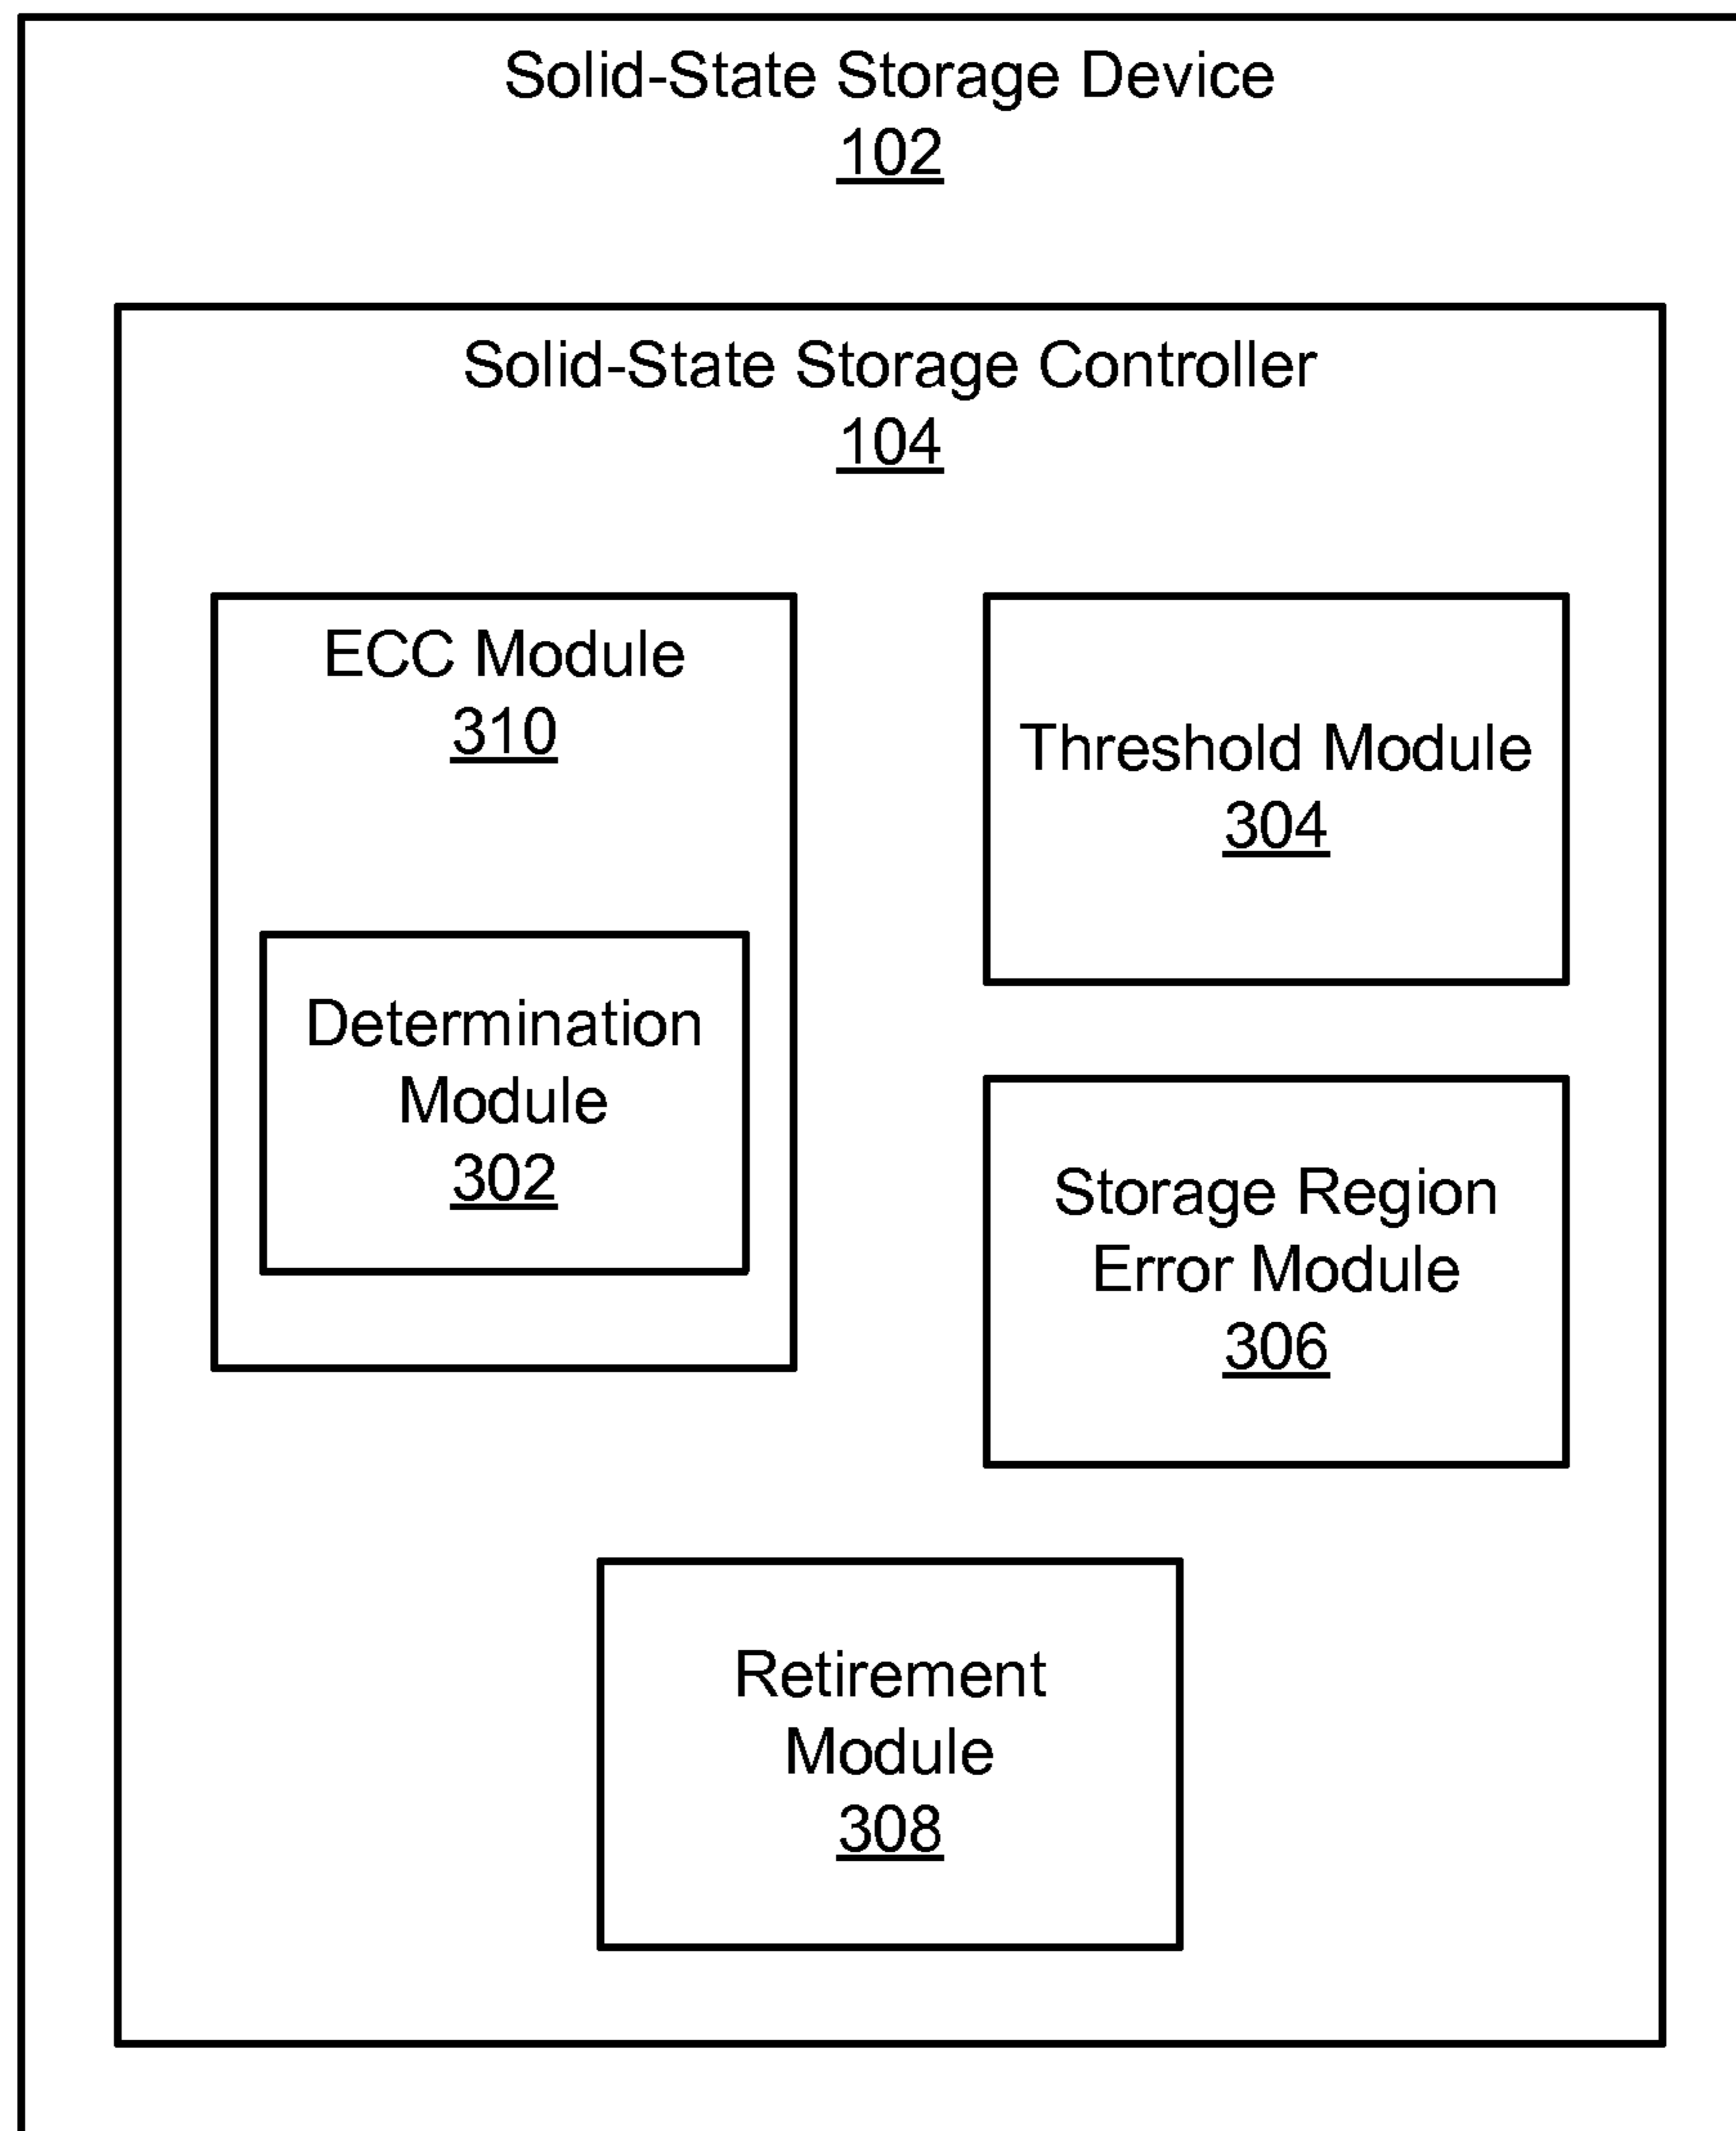 Solid-State Storage Device
102
Solid-State Storage Controller
104
ECC Module
310
Determination
Module
302
Threshold Module
304
Storage Region
Error Module
306
Retirement
Module
308